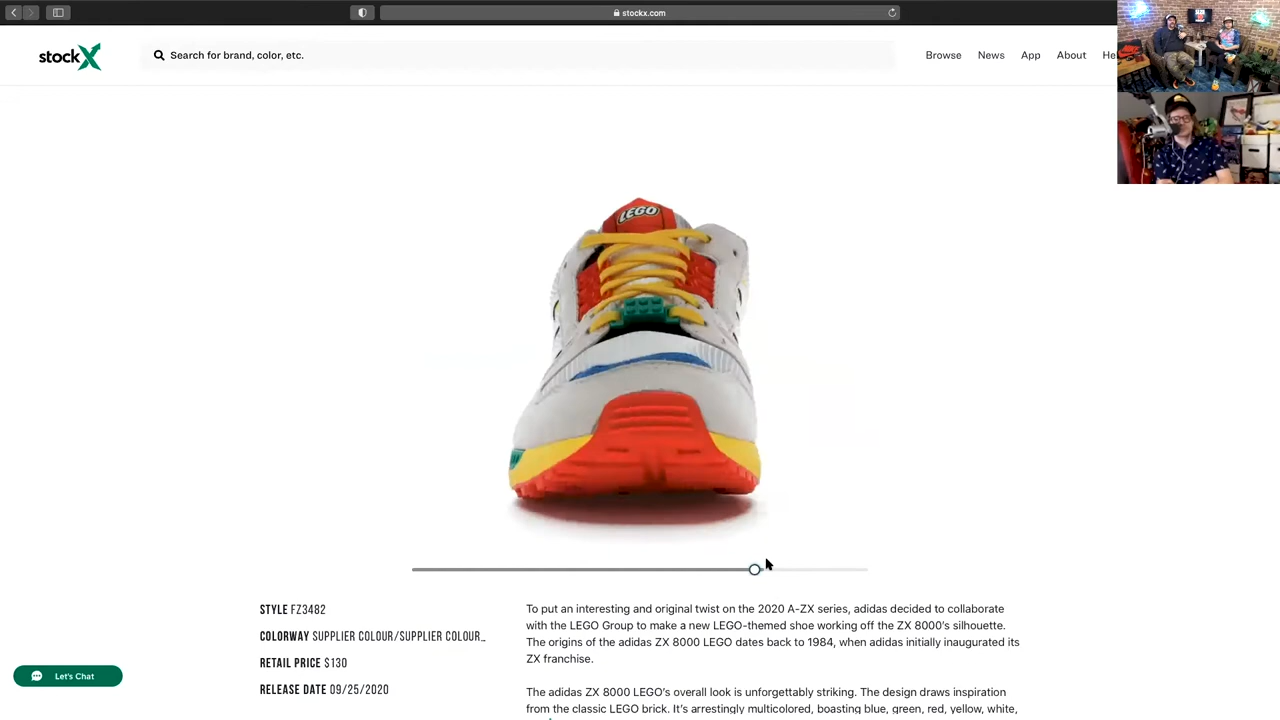 stockx.com
stockX
Search for brand, color, etc.
Browse
News
App
About
LEGO
STYLE FZ3482
COLORWAY SUPPLIER COLOUR/SUPPLIER COLOUR…
RETAIL PRICE $130
RELEASE DATE 09/25/2020
To put an interesting and original twist on the 2020 A-ZX series, adidas decided to collaborate
with the LEGO Group to make a new LEGO-themed shoe working off the ZX 8000's silhouette.
The origins of the adidas ZX 8000 LEGO dates back to 1984, when adidas initially inaugurated its
ZX franchise.
The adidas ZX 8000 LEGO's overall look is unforgettably striking. The design draws inspiration
from the classic LEGO brick. It's arrestingly multicolored, boasting blue, green, red, yellow, white,
Let's Chat